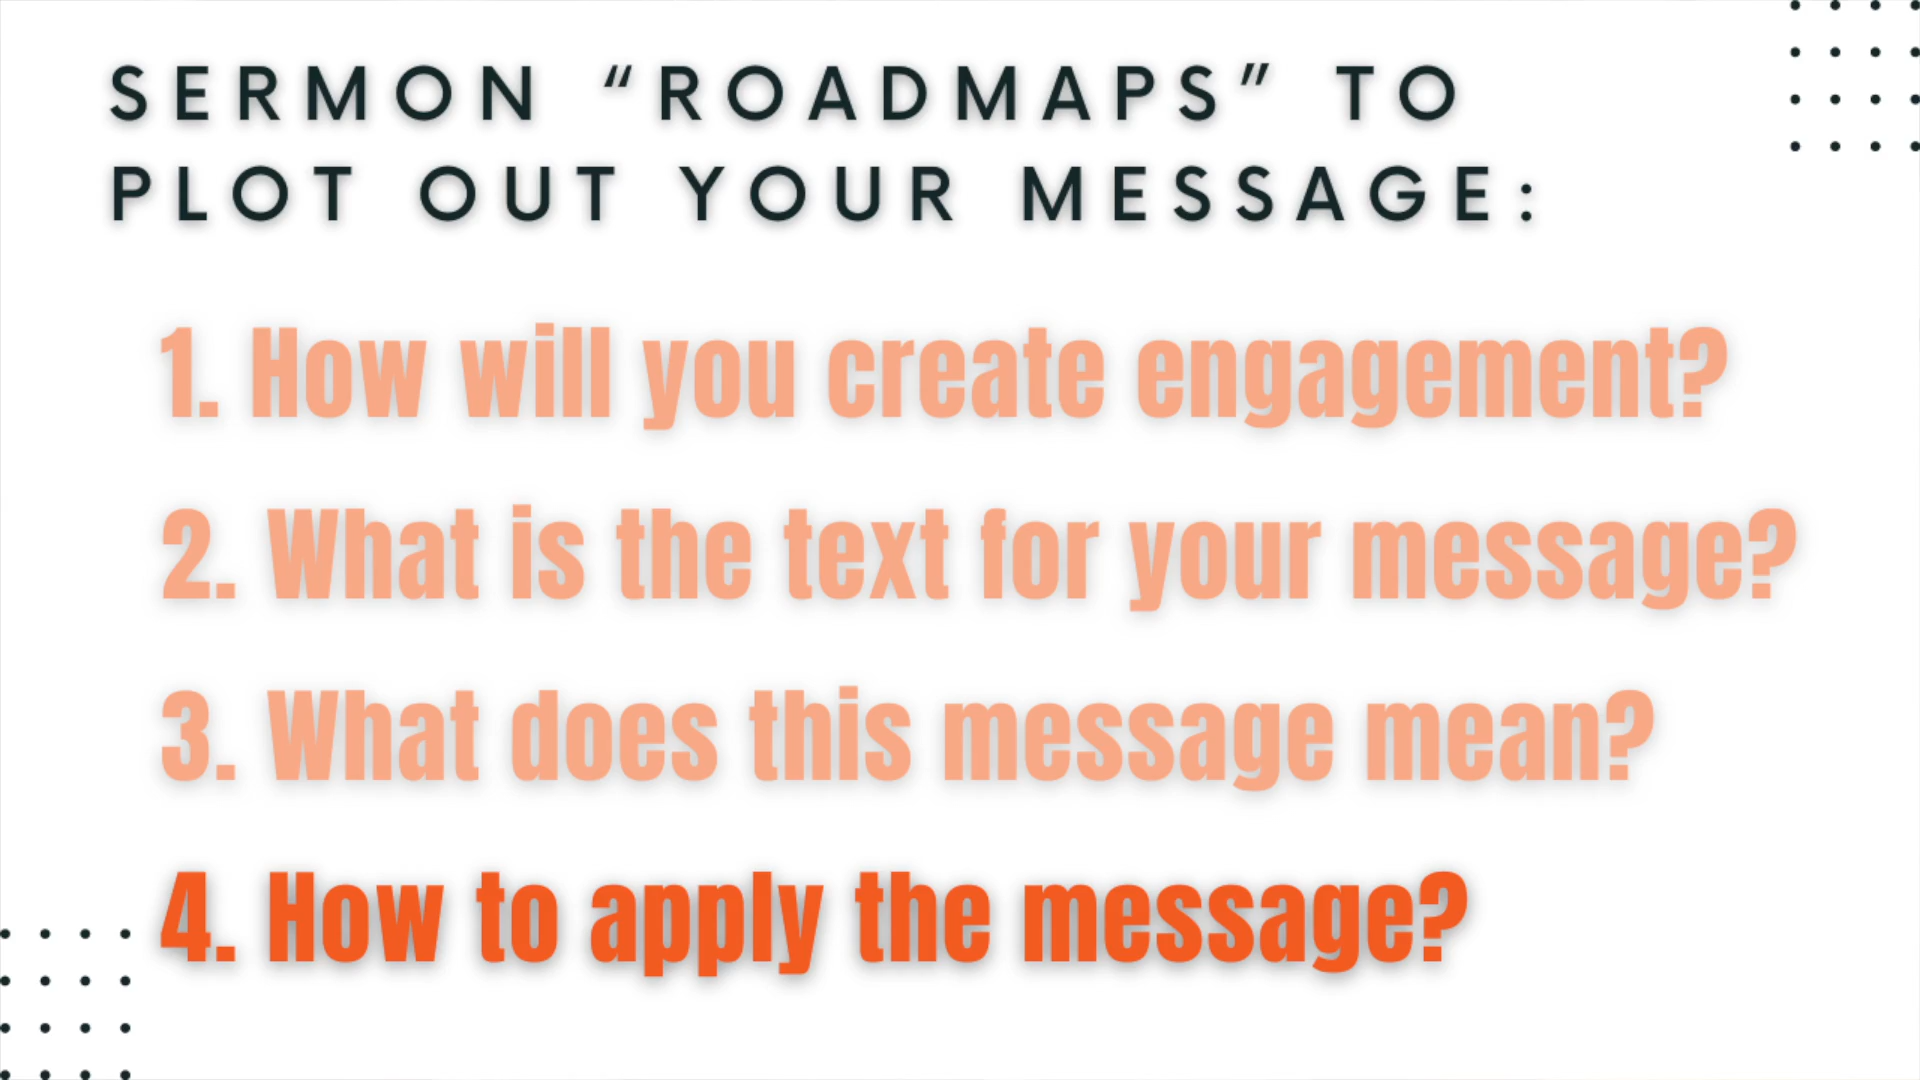 SERMON “ROADMAPS” TO
PLOT OUT YOUR MESSAGE:
1. How will you create engagement?
2. What is the text for your message?
3. What does this message mean?
4. How to apply the message?